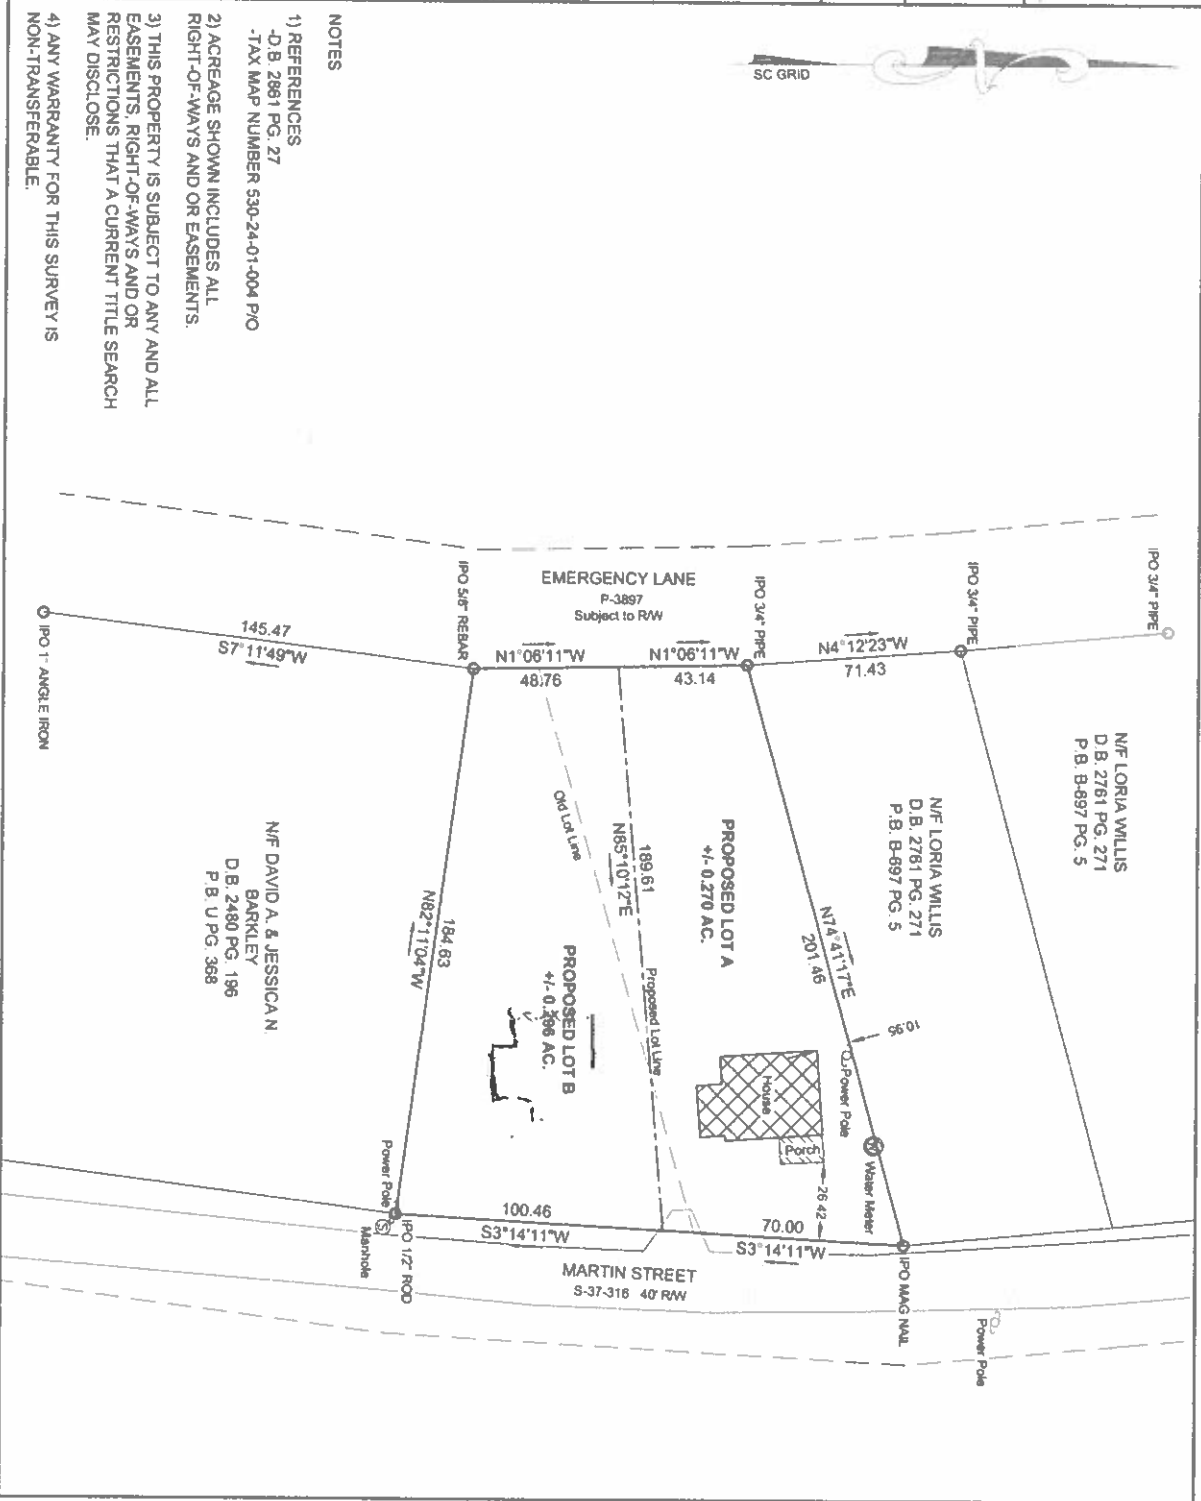 SC GRID
NOTES
1) REFERENCES
-D.B. 2861 PG. 27
-TAX MAP NUMBER 530-24-01-004 P/O
2) ACREAGE SHOWN INCLUDES ALL
RIGHT-OF-WAYS AND OR EASEMENTS.
3) THIS PROPERTY IS SUBJECT TO ANY AND ALL
EASEMENTS, RIGHT-OF-WAYS AND OR
RESTRICTIONS THAT A CURRENT TITLE SEARCH
MAY DISCLOSE.
4) ANY WARRANTY FOR THIS SURVEY IS
NON-TRANSFERABLE.
IPO 3/4" PIPE
IPO 3/4" PIPE
IPO 3/4" PIPE
IPO 5/8" REBAR
IPO 1" ANGLE IRON
EMERGENCY LANE
P-3897
Subject to R/W
145.47
S7°11'49"W
N1°06'11"W
48.76
N1°06'11"W
43.14
N4°12'23"W
71.43
N/F LORIA WILLIS
D.B. 2761 PG. 271
P.B. B-697 PG. 5
N/F LORIA WILLIS
D.B. 2761 PG. 271
P.B. B-697 PG. 5
PROPOSED LOT A
+/- 0.270 AC.
N74°41'17"E
201.46
10.95
Old Lot Line
189.61
N85°10'12"E
Proposed Lot Line
PROPOSED LOT B
AC.
184.63
N82°11'04"W
N/F DAVID A. & JESSICA N.
BARKLEY
D.B. 2480 PG. 196
P.B. U PG. 368
House
Porch
Power Pole
W
Water Meter
26.42
70.00
S3°14'11"W
100.46
S3°14'11"W
Power Pole
S
Manhole
IPO 1/2" ROD
IPO MAG NAIL
MARTIN STREET
S-37-316 40' R/W
Power Pole